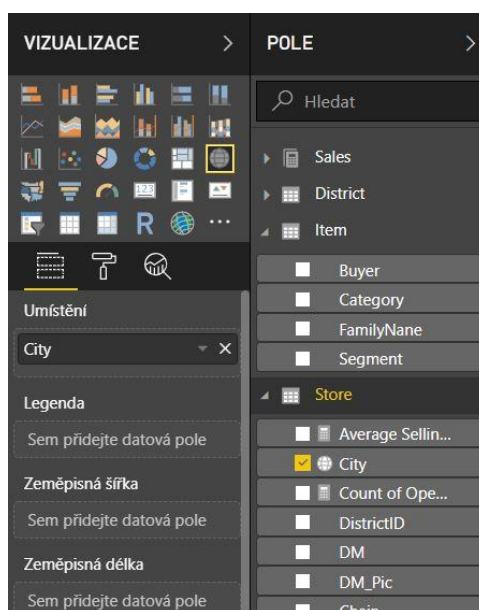 VIZUALIZACE
123
R
Umístění
City
Legenda
Sem přidejte datová pole
Zeměpisná šířka
Sem přidejte datová pole
Zeměpisná délka
Sem přidejte datová pole
POLE
Hledat
Sales
District
Item
Buyer
Category
FamilyNane
Segment
Store
Average Sellin...
City
Count of Ope...
DistrictID
DM
DM_Pic
Chain